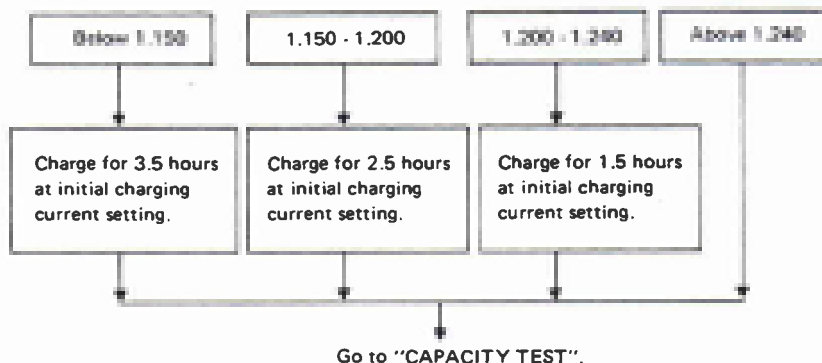 Below 1.150
1.150 - 1.200
1.200 - 1.240
Above 1.240
Charge for 3.5 hours
at initial charging
current setting.
Charge for 2.5 hours
at initial charging
current setting.
Charge for 1.5 hours
at initial charging
current setting.
Go to "CAPACITY TEST".